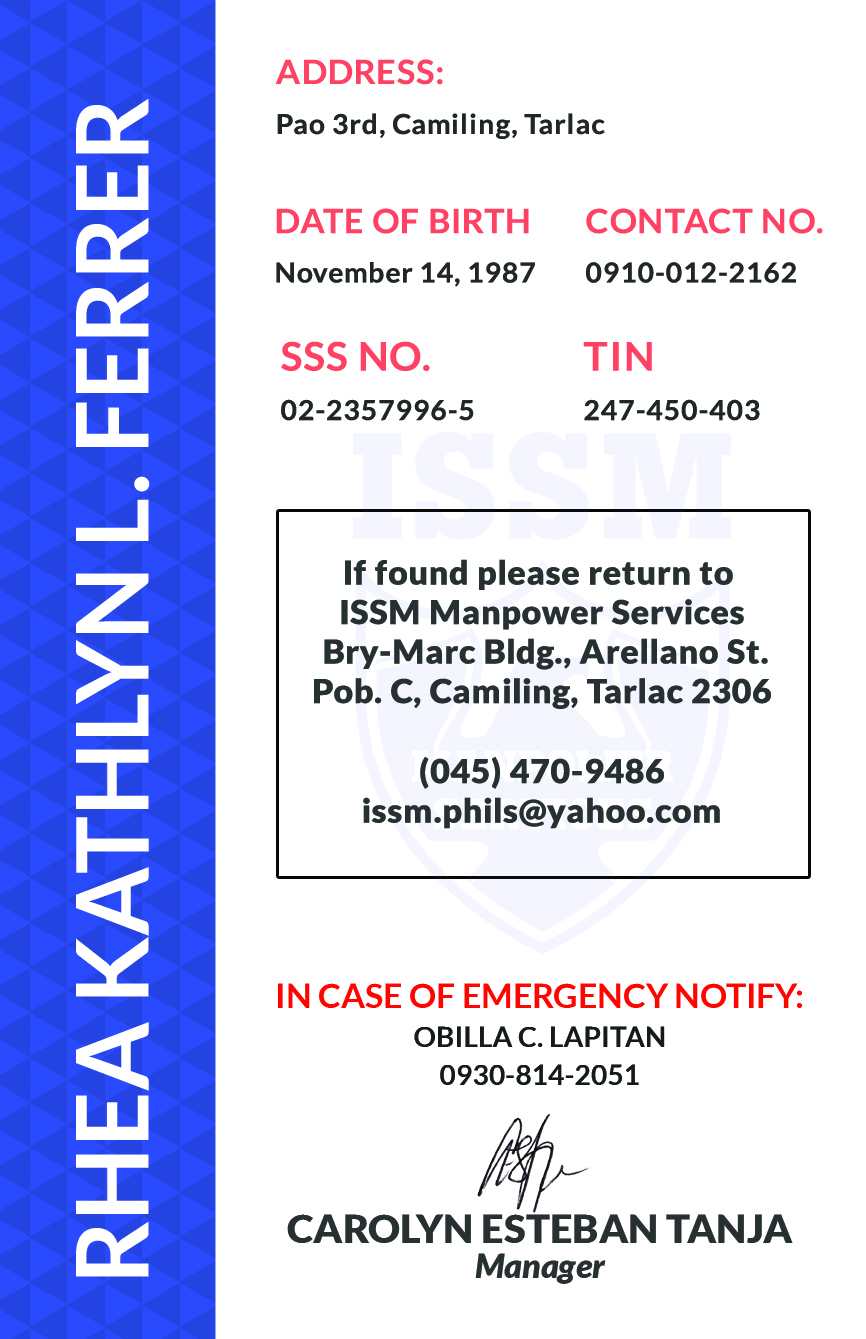 RHEA KATHLYN L. FERRER
ADDRESS:
Pao 3rd, Camiling, Tarlac
DATE OF BIRTH
November 14, 1987
CONTACT NO.
0910-012-2162
SSS NO.
02-2357996-5
TIN
247-450-403
ISSM
If found please return to
ISSM Manpower Services
Bry-Marc Bldg., Arellano St.
Pob. C, Camiling, Tarlac 2306
(045) 470-9486
issm.phils@yahoo.com
IN CASE OF EMERGENCY NOTIFY:
OBILLA C. LAPITAN
0930-814-2051
CAROLYN ESTEBAN TANJA
Manager